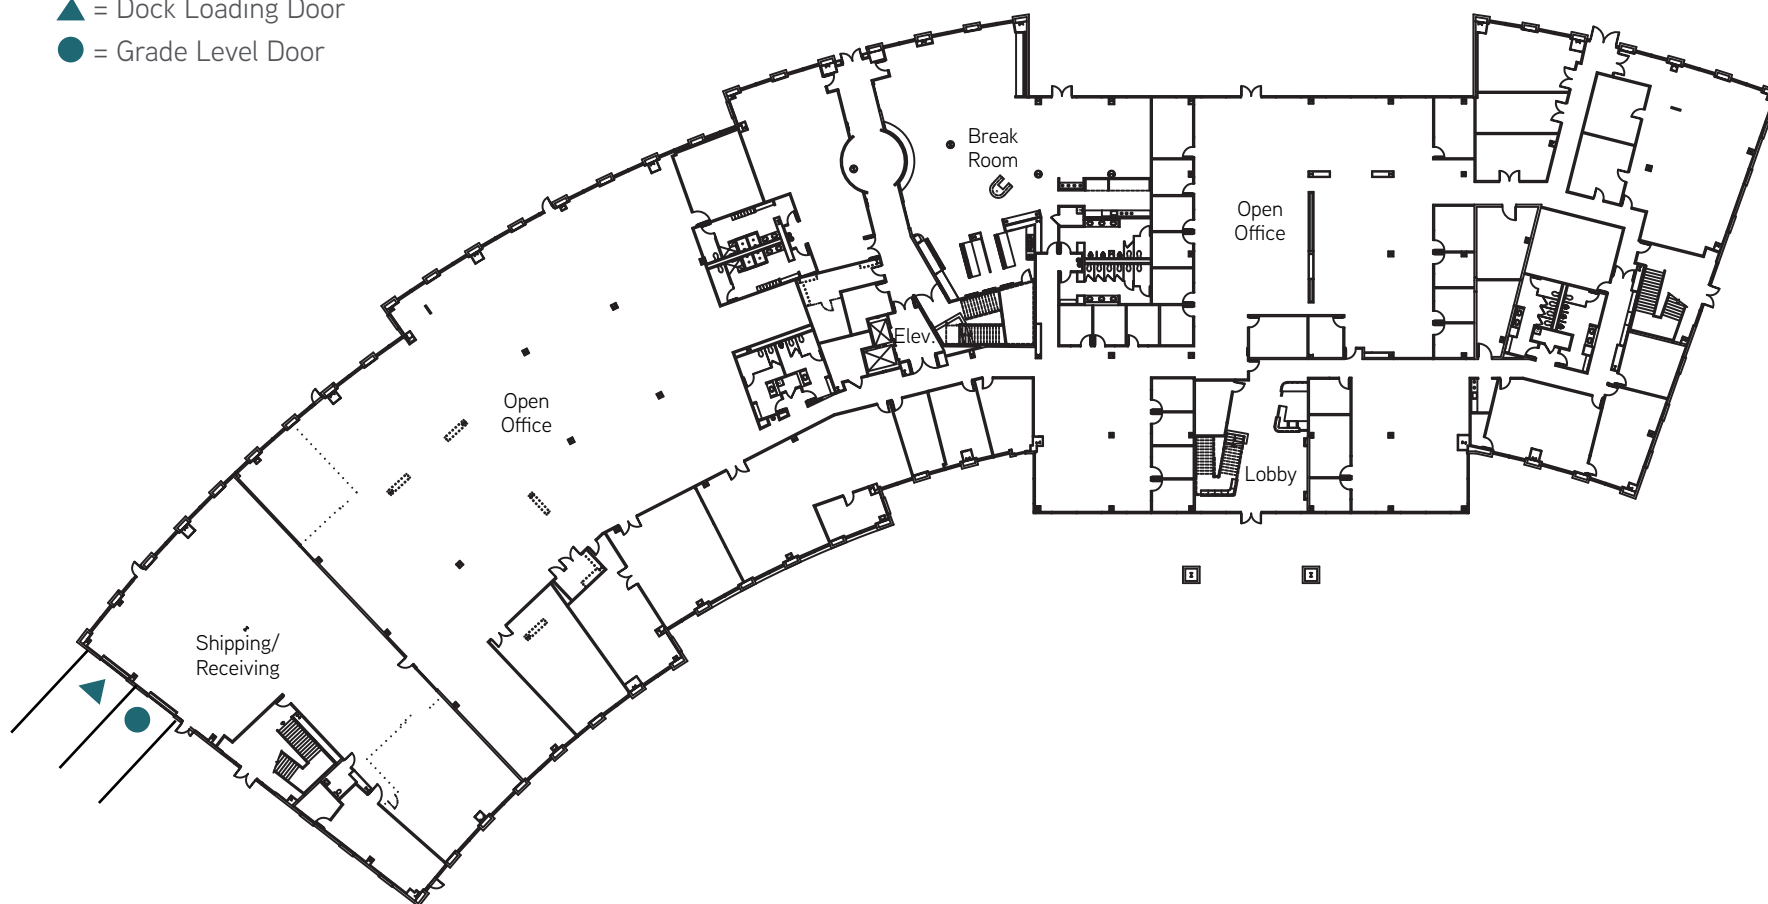 = Dock Loading Door
= Grade Level Door
Break
Room
Open
Office
Elev.
Open
Office
Lobby
Shipping/
Receiving